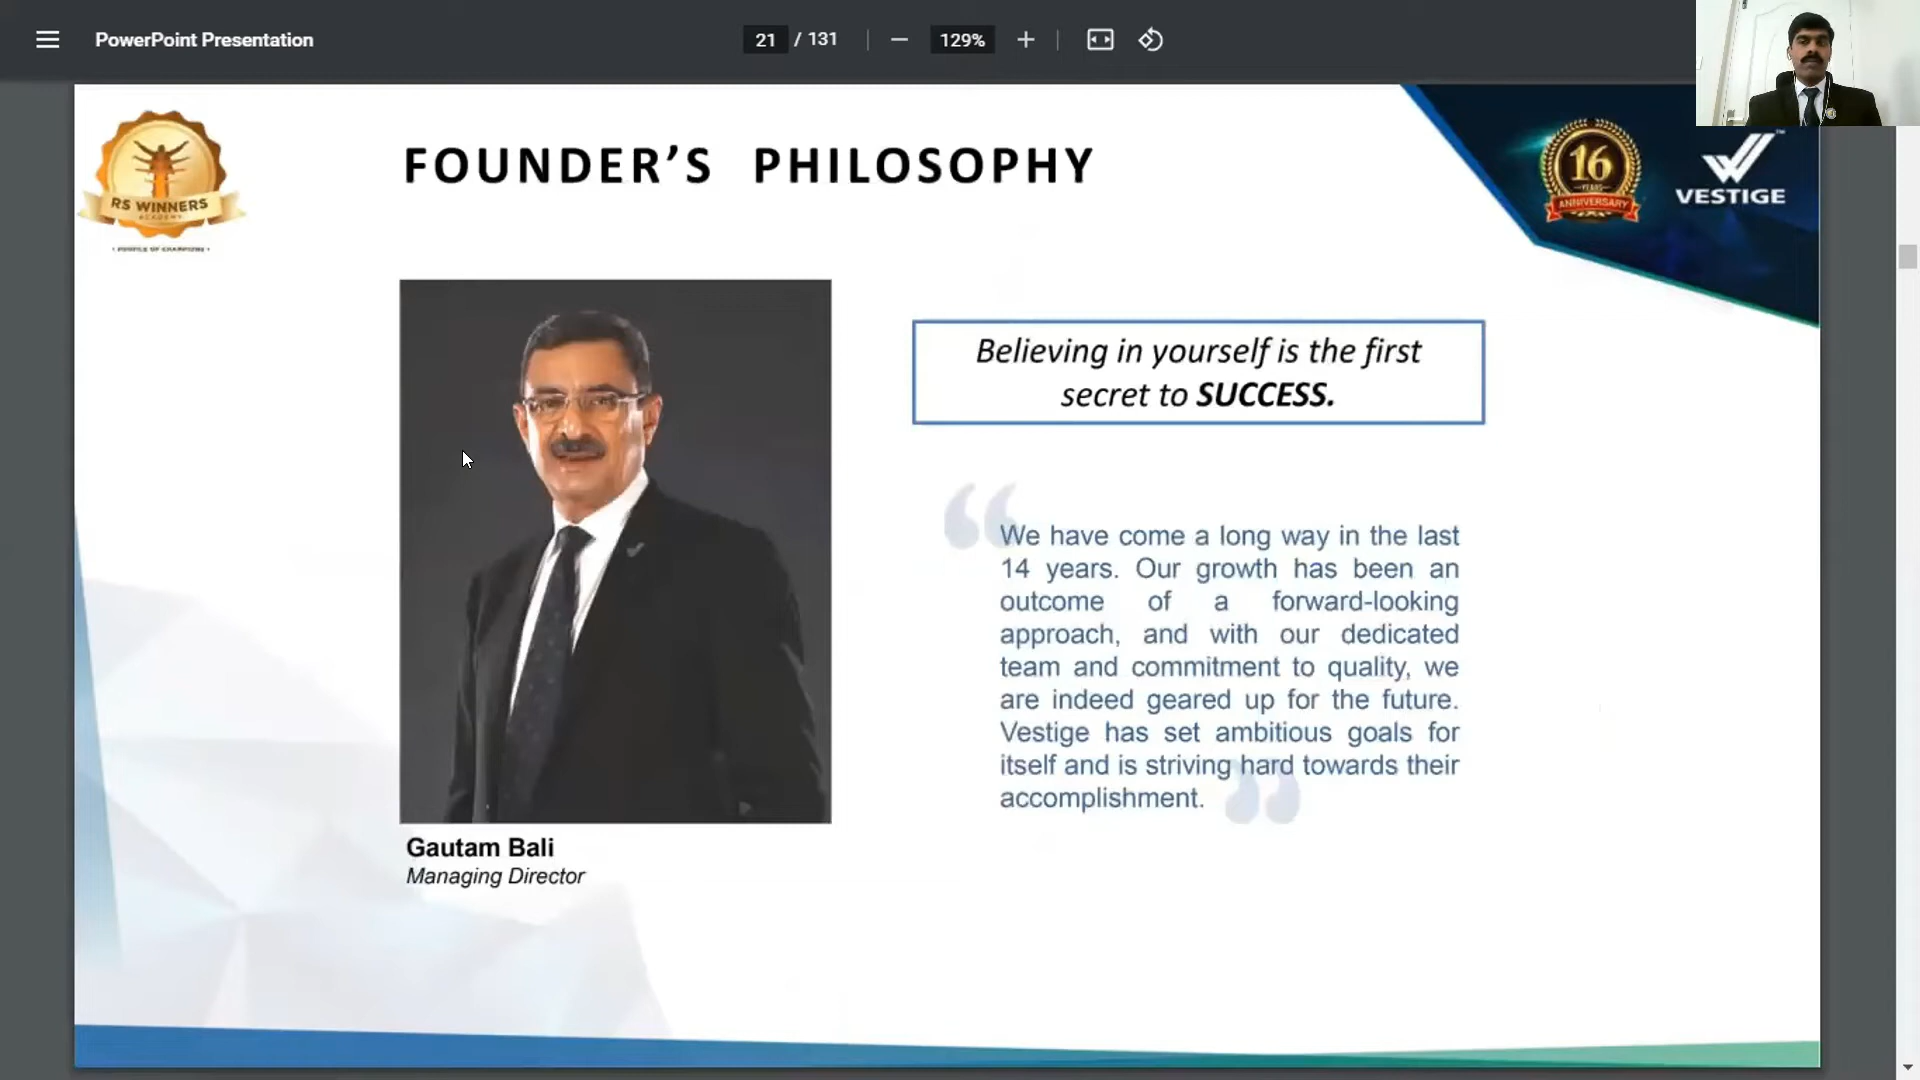 PowerPoint Presentation
21 / 131
129%
RS WINNERS
ACADEMY
FOUNDER’S PHILOSOPHY
16
YEARS
ANNIVERSARY
VESTIGE
Believing in yourself is the first
secret to SUCCESS.
“
We have come a long way in the last
14 years. Our growth has been an
outcome of a forward-looking
approach, and with our dedicated
team and commitment to quality, we
are indeed geared up for the future.
Vestige has set ambitious goals for
itself and is striving hard towards their
accomplishment. ”
Gautam Bali
Managing Director